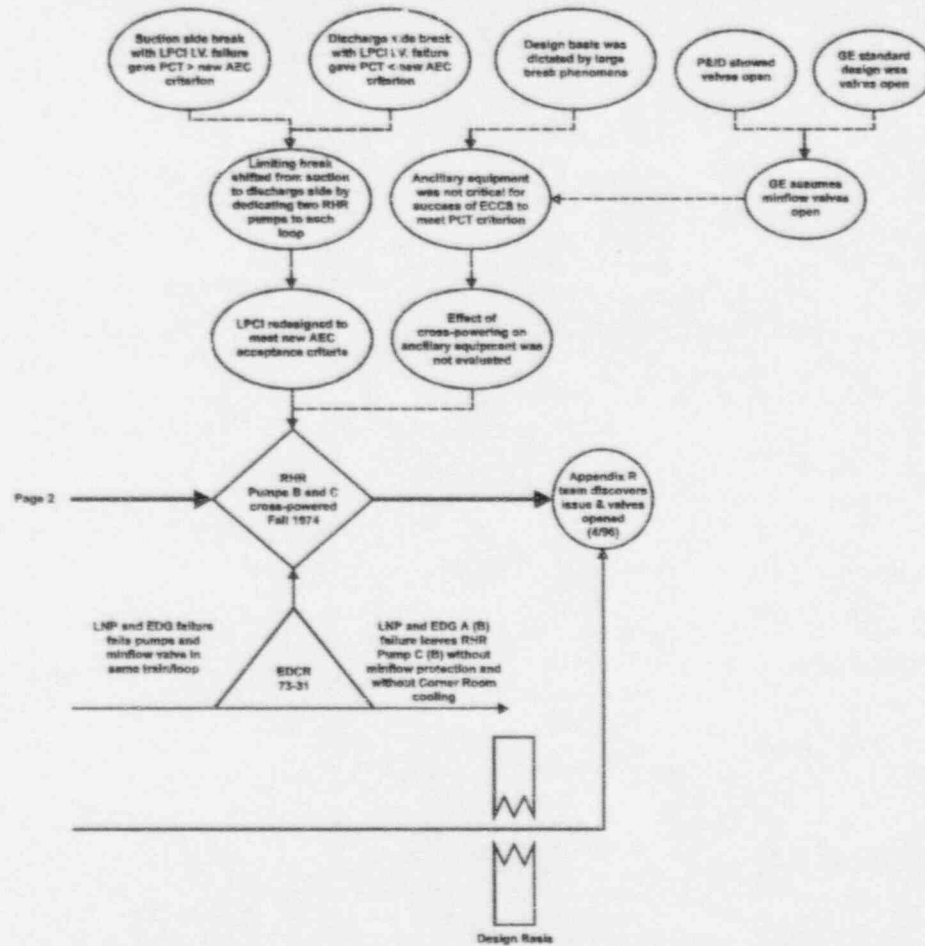 Suction side break
with LPCI I.V. failure
gave PCT > new AEC
criterion
Discharge side break
with LPCI I.V. failure
gave PCT < new AEC
criterion
Design basis was
dictated by large
break phenomena
P&ID showed
valves open
GE standard
design was
valves open
Limiting break
shifted from suction
to discharge side by
dedicating two RHR
pumps to each
loop
Ancillary equipment
was not critical for
success of ECCS to
meet PCT criterion
GE assumes
minflow valves
open
LPCI redesigned to
meet new AEC
acceptance criteria
Effect of
cross-powering on
ancillary equipment was
not evaluated
Page 2
RHR
Pumps B and C
cross-powered
Fall 1974
Appendix R
team discovers
issue & valves
opened
(4/96)
LNP and EDG failure
fails pumps and
minflow valve in
same train/loop
EDCR
73-31
LNP and EDG A (B)
failure leaves RHR
Pump C (B) without
minflow protection and
without Corner Room
cooling
Design Basis